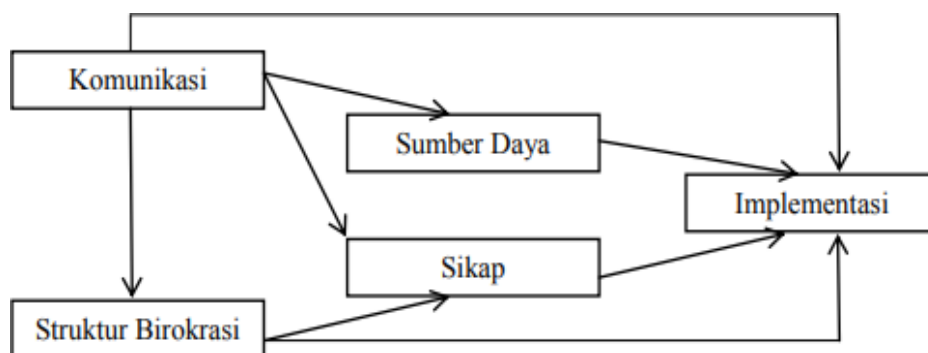 Komunikasi
Sumber Daya
Implementasi
Sikap
Struktur Birokrasi